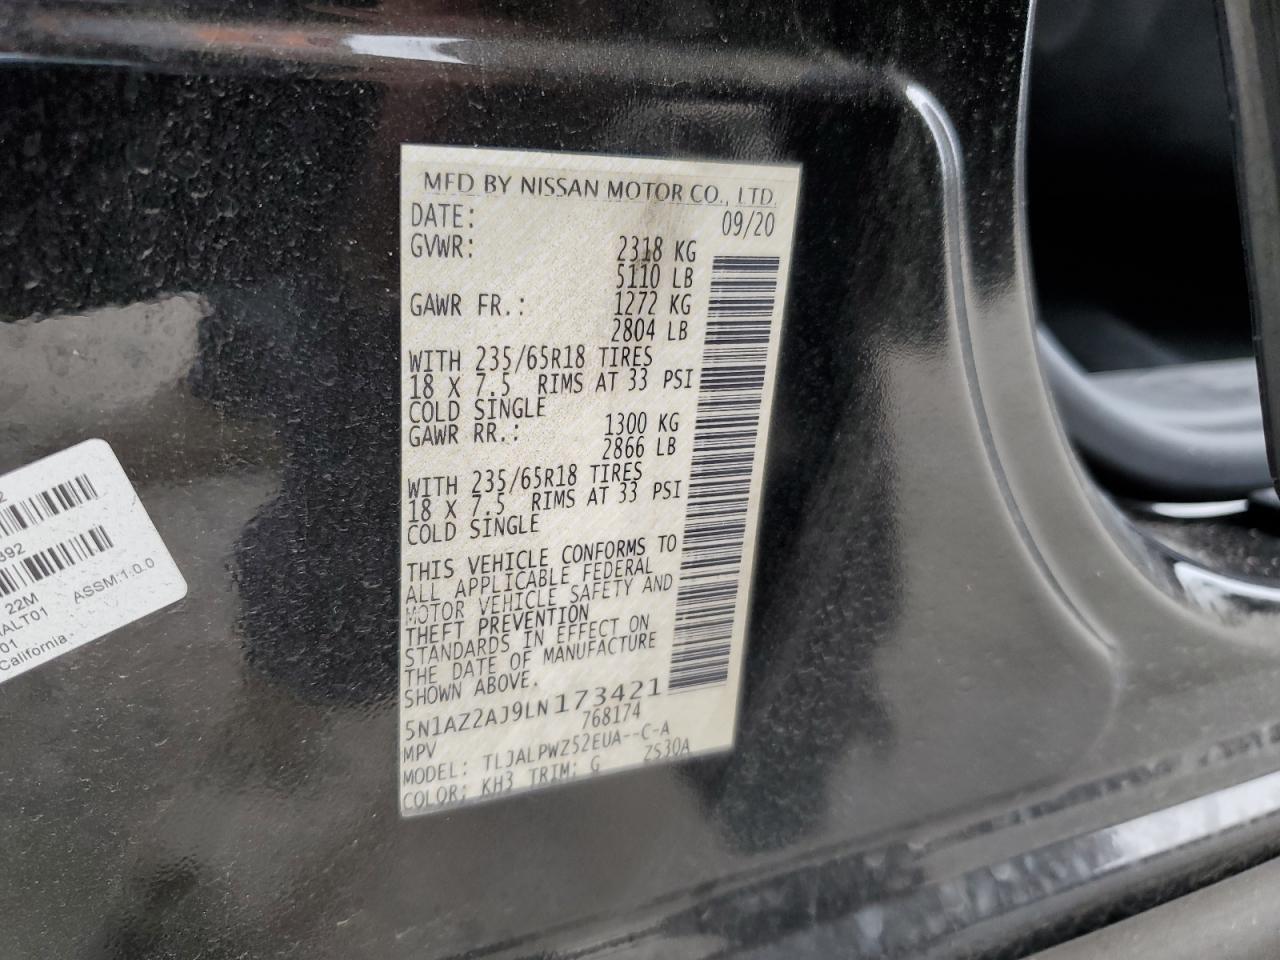 MFD BY NISSAN MOTOR CO., LTD.
DATE: 09/20
GVWR: 2318 KG
5110 LB
GAWR FR.: 1272 KG
2804 LB
WITH 235/65R18 TIRES
18 X 7.5 RIMS AT 33 PSI
COLD SINGLE
GAWR RR.: 1300 KG
2866 LB
WITH 235/65R18 TIRES
18 X 7.5 RIMS AT 33 PSI
COLD SINGLE
THIS VEHICLE CONFORMS TO
ALL APPLICABLE FEDERAL
MOTOR VEHICLE SAFETY AND
THEFT PREVENTION
STANDARDS IN EFFECT ON
THE DATE OF MANUFACTURE
SHOWN ABOVE.
5N1AZ2AJ9LN173421
MPV 768174
MODEL: TLJALPWZ52EUA--C-A
COLOR: KH3 TRIM: G ZS30A
22M ASSM:1.0.0
ALT01
01
California.